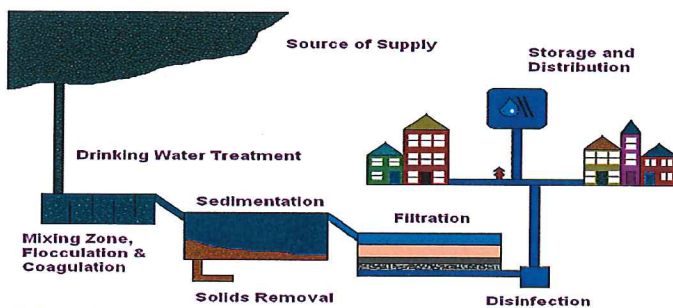 Source of Supply
Storage and
Distribution
Drinking Water Treatment
Sedimentation
Filtration
Mixing Zone,
Flocculation &
Coagulation
Solids Removal
Disinfection